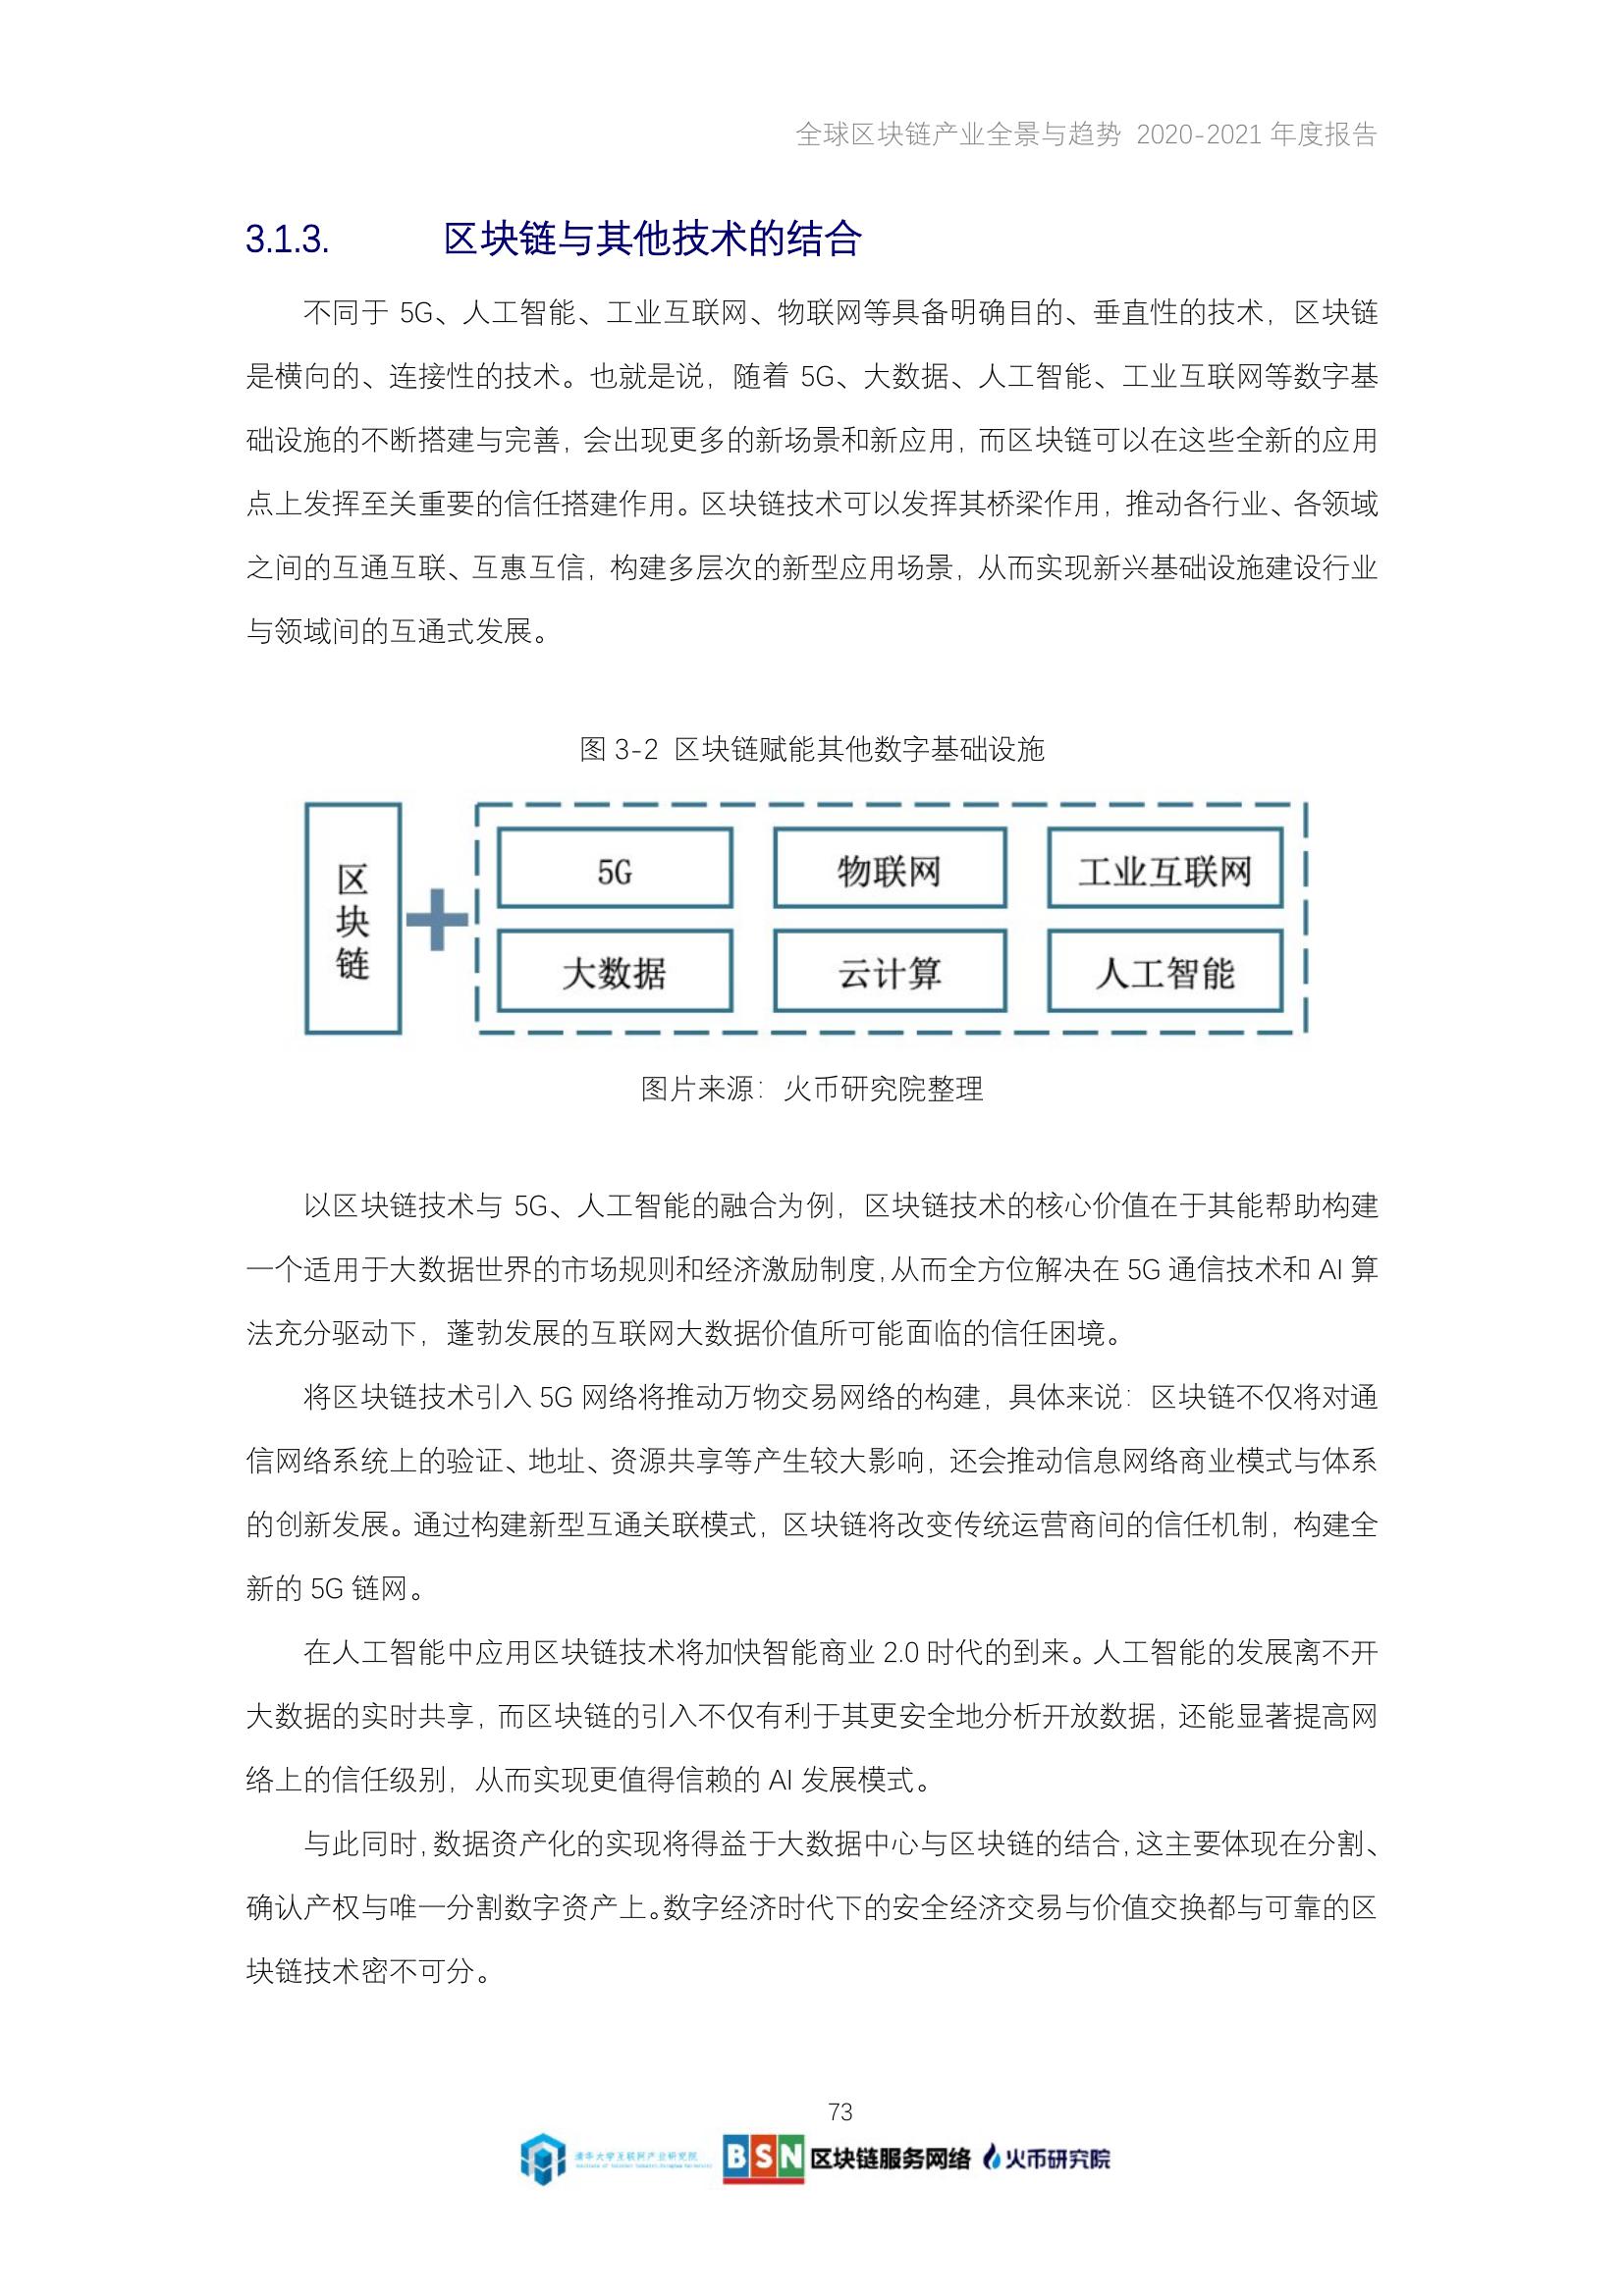 全球区块链产业全景与趋势 2020-2021 年度报告
3.1.3. 区块链与其他技术的结合
不同于 5G、人工智能、工业互联网、物联网等具备明确目的、垂直性的技术，区块链
是横向的、连接性的技术。也就是说，随着 5G、大数据、人工智能、工业互联网等数字基
础设施的不断搭建与完善，会出现更多的新场景和新应用，而区块链可以在这些全新的应用
点上发挥至关重要的信任搭建作用。区块链技术可以发挥其桥梁作用，推动各行业、各领域
之间的互通互联、互惠互信，构建多层次的新型应用场景，从而实现新兴基础设施建设行业
与领域间的互通式发展。
图 3-2 区块链赋能其他数字基础设施
区块链
5G 物联网 工业互联网
大数据 云计算 人工智能
图片来源：火币研究院整理
以区块链技术与 5G、人工智能的融合为例，区块链技术的核心价值在于其能帮助构建
一个适用于大数据世界的市场规则和经济激励制度，从而全方位解决在 5G 通信技术和 AI 算
法充分驱动下，蓬勃发展的互联网大数据价值所可能面临的信任困境。
将区块链技术引入 5G 网络将推动万物交易网络的构建，具体来说：区块链不仅将对通
信网络系统上的验证、地址、资源共享等产生较大影响，还会推动信息网络商业模式与体系
的创新发展。通过构建新型互通关联模式，区块链将改变传统运营商间的信任机制，构建全
新的 5G 链网。
在人工智能中应用区块链技术将加快智能商业 2.0 时代的到来。人工智能的发展离不开
大数据的实时共享，而区块链的引入不仅有利于其更安全地分析开放数据，还能显著提高网
络上的信任级别，从而实现更值得信赖的 AI 发展模式。
与此同时，数据资产化的实现将得益于大数据中心与区块链的结合，这主要体现在分割、
确认产权与唯一分割数字资产上。数字经济时代下的安全经济交易与价值交换都与可靠的区
块链技术密不可分。
73
清华大学互联网产业研究院
BSN 区块链服务网络 火币研究院